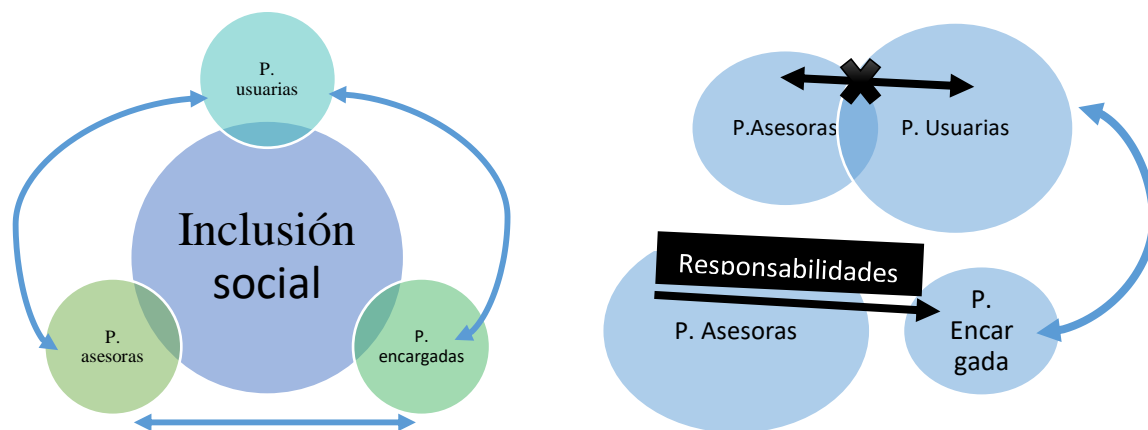 P.
usuarias
Inclusión
social
P.
asesoras
P.
encargadas
P.Asesoras
P. Usuarias
Responsabilidades
P. Asesoras
P.
Encar
gada